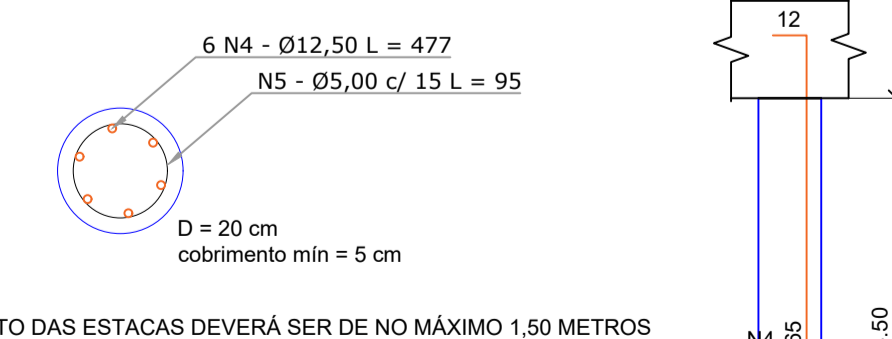 6 N4 - Ø12,50 L = 477
N5 - Ø5,00 c/ 15 L = 95
D = 20 cm
cobrimento mín = 5 cm
DAS ESTACAS DEVERÁ SER DE NO MÁXIMO 1,50 METROS
12
N4